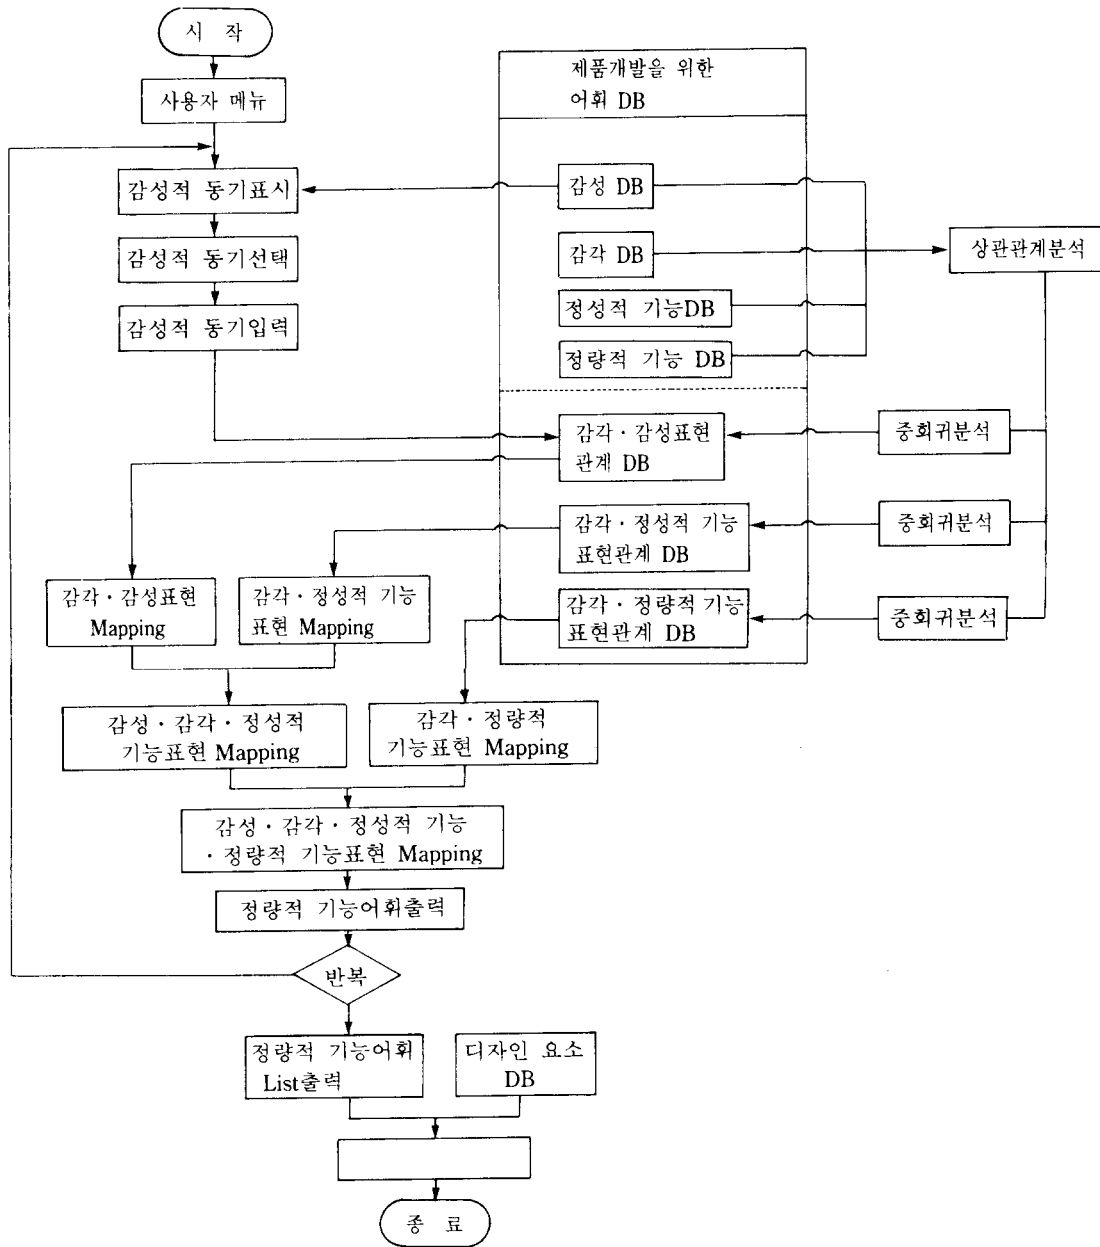 시 작
사용자 메뉴
감성적 동기표시
감성적 동기선택
감성적 동기입력
제품개발을 위한
어휘 DB
감성 DB
감각 DB
정성적 기능DB
정량적 기능 DB
상관관계분석
감각·감성표현
관계 DB
중회귀분석
감각·정성적 기능
표현관계 DB
중회귀분석
감각·정량적 기능
표현관계 DB
중회귀분석
감각·감성표현
Mapping
감각·정성적 기능
표현 Mapping
감성·감각·정성적
기능표현 Mapping
감각·정량적
기능표현 Mapping
감성·감각·정성적 기능
·정량적 기능표현 Mapping
정량적 기능어휘출력
반복
정량적 기능어휘
List출력
디자인 요소
DB
종 료